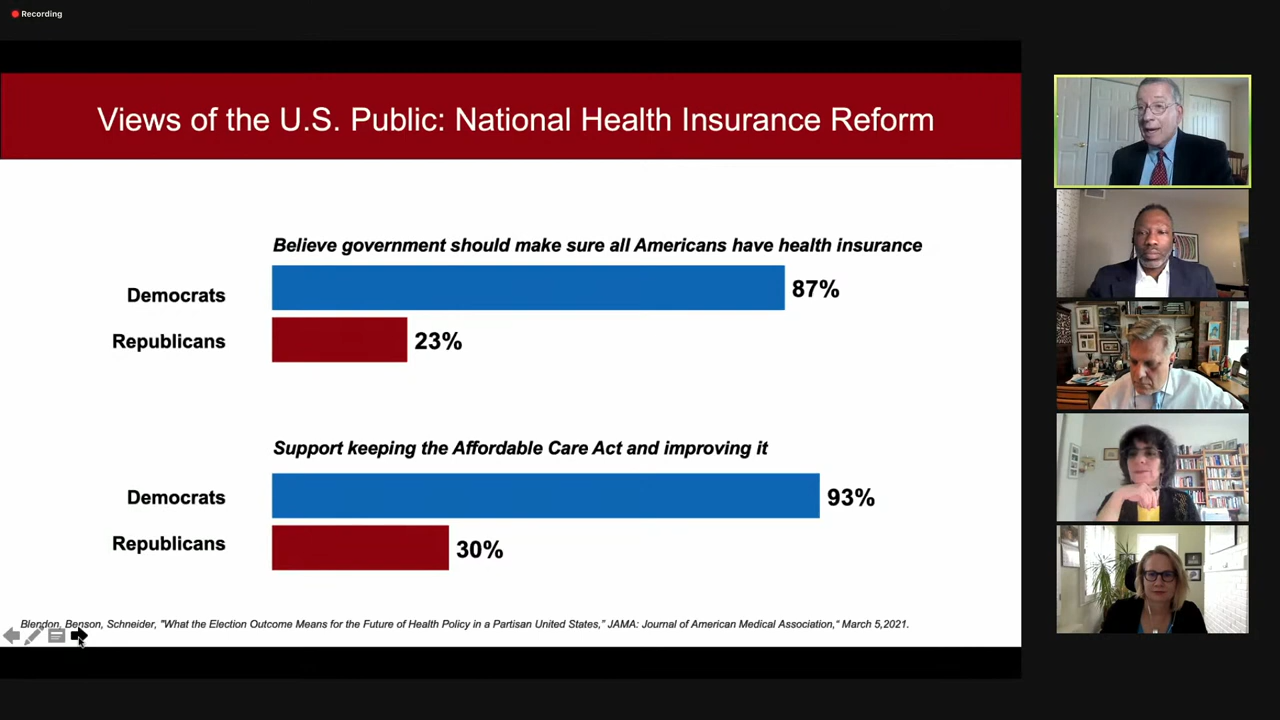 Recording
Views of the U.S. Public: National Health Insurance Reform
Believe government should make sure all Americans have health insurance
Democrats 87%
Republicans 23%
Support keeping the Affordable Care Act and improving it
Democrats 93%
Republicans 30%
Blendon, Benson, Schneider, "What the Election Outcome Means for the Future of Health Policy in a Partisan United States," JAMA: Journal of American Medical Association," March 5,2021.